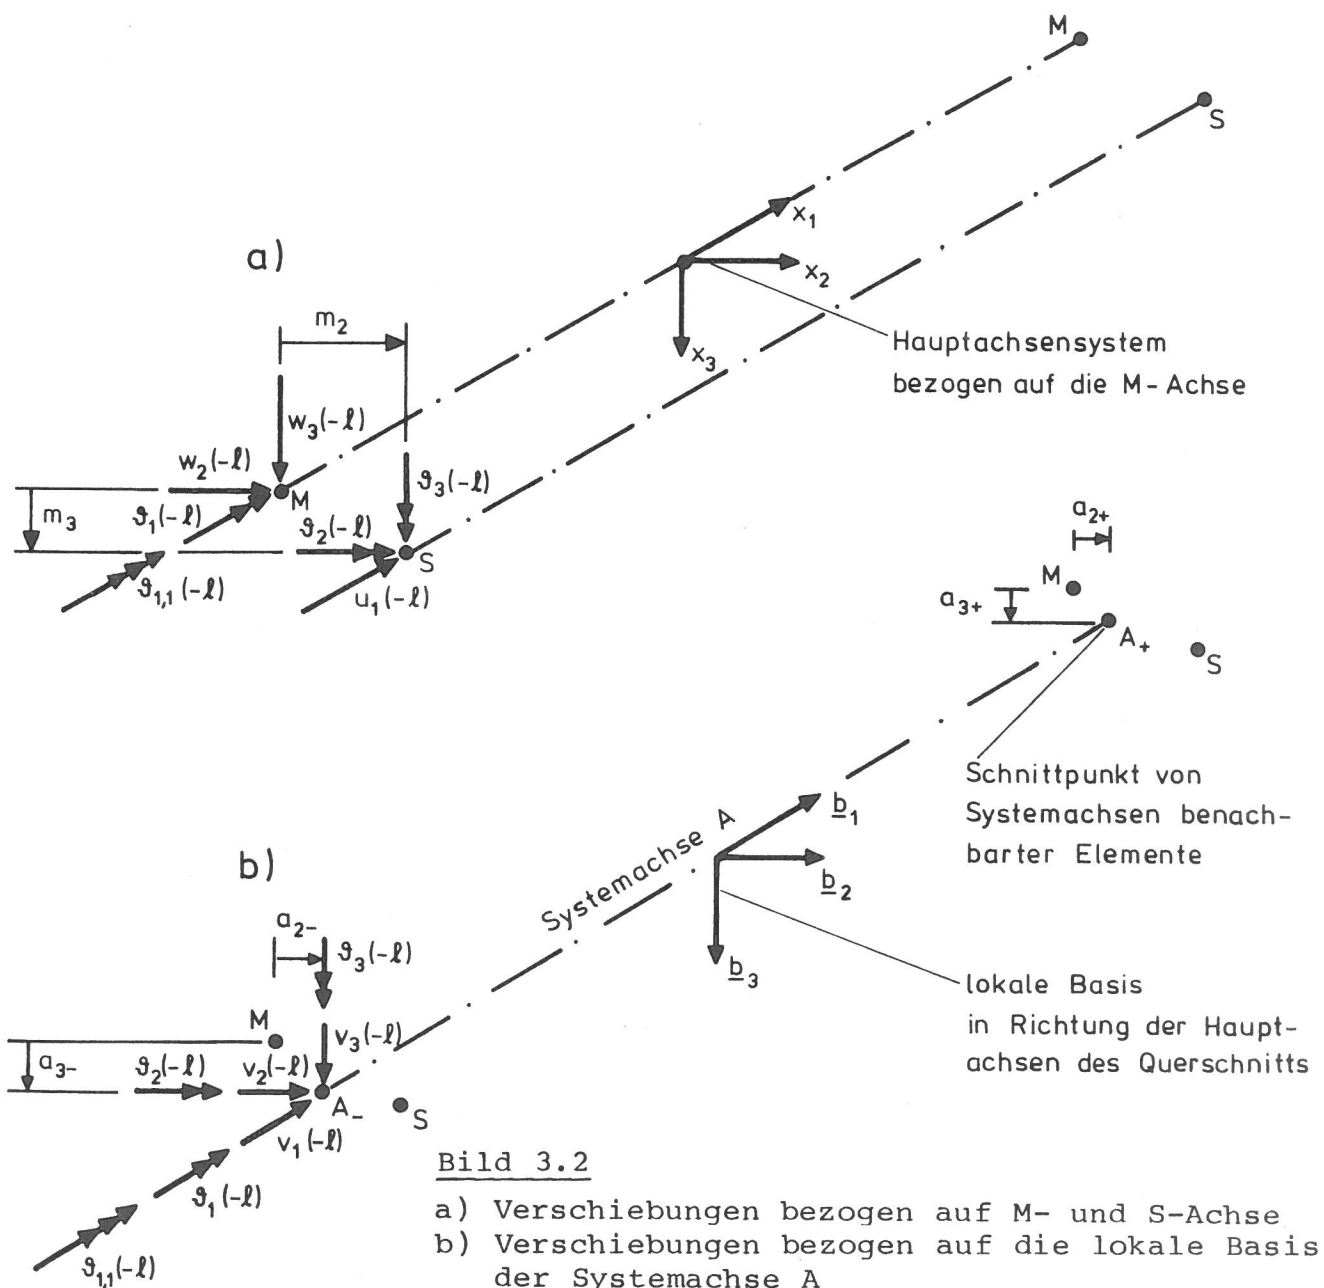 M
S
x₁
a)
x₂
m₂
x₃
Hauptachsensystem
bezogen auf die M-Achse
w₃(-ℓ)
w₂(-ℓ)
M
ϑ₃(-ℓ)
m₃
ϑ₁(-ℓ)
ϑ₂(-ℓ)
S
ϑ₁,₁(-ℓ)
u₁(-ℓ)
a₂₊
M
a₃₊
A₊
S
Schnittpunkt von
Systemachsen benach-
barter Elemente
Systemachse A
b₁
b)
b₂
a₂₋
ϑ₃(-ℓ)
b₃
lokale Basis
in Richtung der Haupt-
achsen des Querschnitts
M
v₃(-ℓ)
a₃₋
ϑ₂(-ℓ)
v₂(-ℓ)
A₋
S
v₁(-ℓ)
ϑ₁(-ℓ)
ϑ₁,₁(-ℓ)
Bild 3.2
a) Verschiebungen bezogen auf M- und S-Achse
b) Verschiebungen bezogen auf die lokale Basis
der Systemachse A